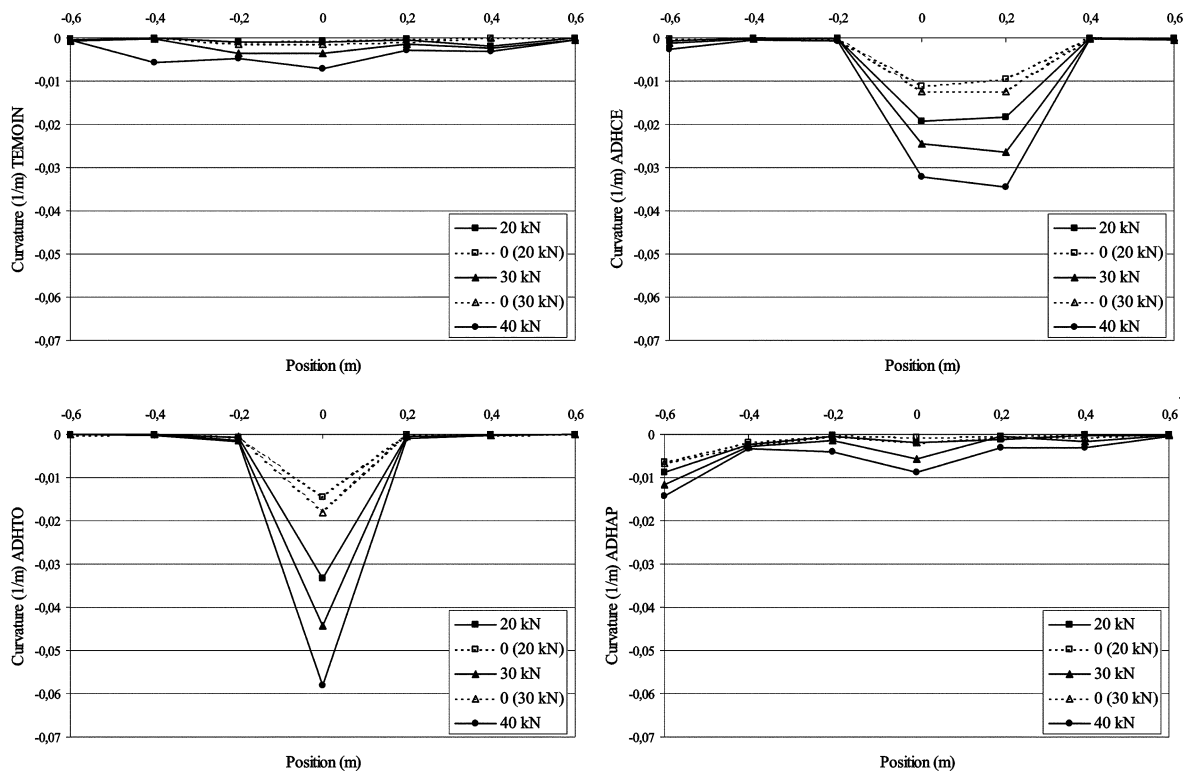 -0,6 -0,4 -0,2 0 0,2 0,4 0,6
0
-0,01
-0,02
-0,03
-0,04
-0,05
-0,06
-0,07
Curvature (1/m) TEMOIN
20 kN
0 (20 kN)
30 kN
0 (30 kN)
40 kN
Position (m)
-0,6 -0,4 -0,2 0 0,2 0,4 0,6
0
-0,01
-0,02
-0,03
-0,04
-0,05
-0,06
-0,07
Curvature (1/m) ADHCE
20 kN
0 (20 kN)
30 kN
0 (30 kN)
40 kN
Position (m)
-0,6 -0,4 -0,2 0 0,2 0,4 0,6
0
-0,01
-0,02
-0,03
-0,04
-0,05
-0,06
-0,07
Curvature (1/m) ADHTO
20 kN
0 (20 kN)
30 kN
0 (30 kN)
40 kN
Position (m)
-0,6 -0,4 -0,2 0 0,2 0,4 0,6
0
-0,01
-0,02
-0,03
-0,04
-0,05
-0,06
-0,07
Curvature (1/m) ADHAP
20 kN
0 (20 kN)
30 kN
0 (30 kN)
40 kN
Position (m)